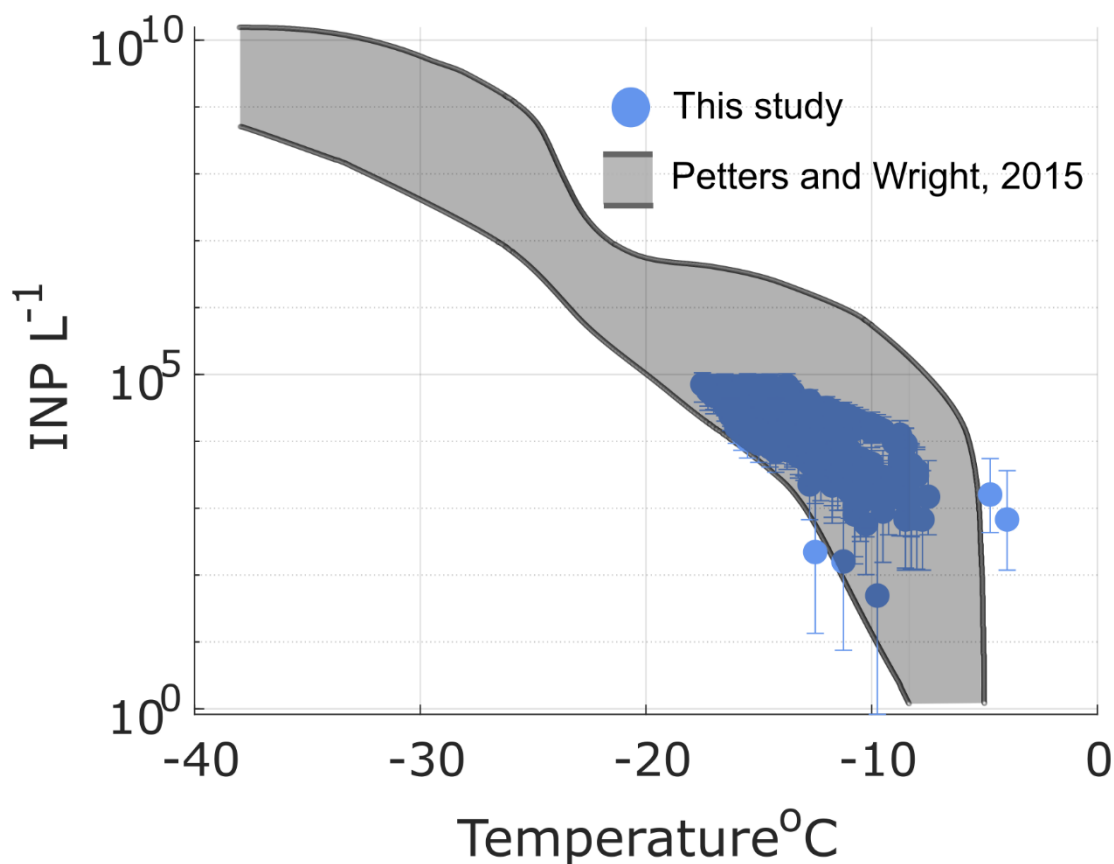 10^10
This study
Petters and Wright, 2015
INP L^-1
10^5
10^0
-40 -30 -20 -10 0
Temperature^oC